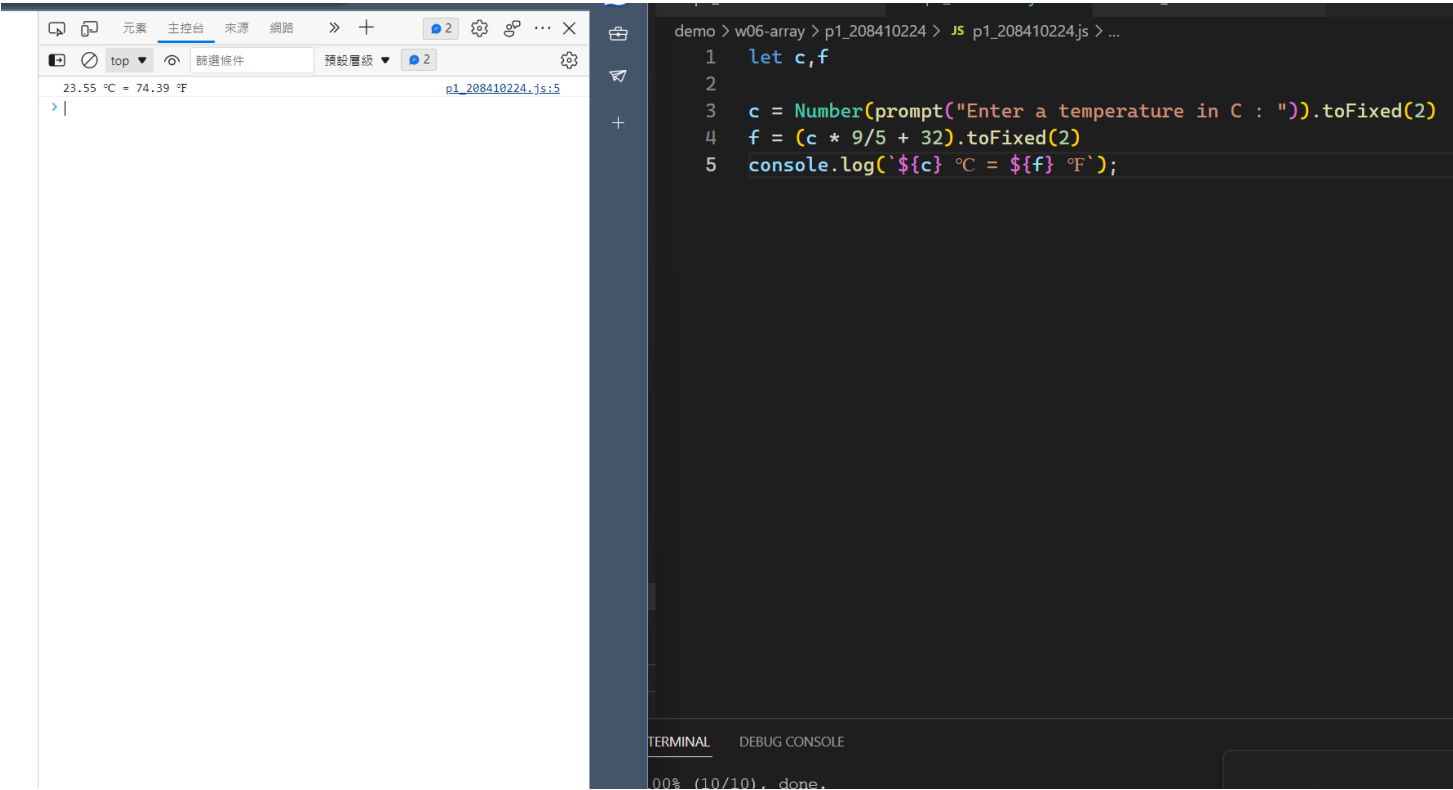 元素 主控台 來源 網路 2
top 篩選條件 預設層級 2
23.55 ℃ = 74.39 ℉ p1_208410224.js:5
>
demo > w06-array > p1_208410224 > JS p1_208410224.js > ...
1 let c,f
2
3 c = Number(prompt("Enter a temperature in C : ")).toFixed(2)
4 f = (c * 9/5 + 32).toFixed(2)
5 console.log(`${c} ℃ = ${f} ℉`);
TERMINAL DEBUG CONSOLE
00% (10/10), done.